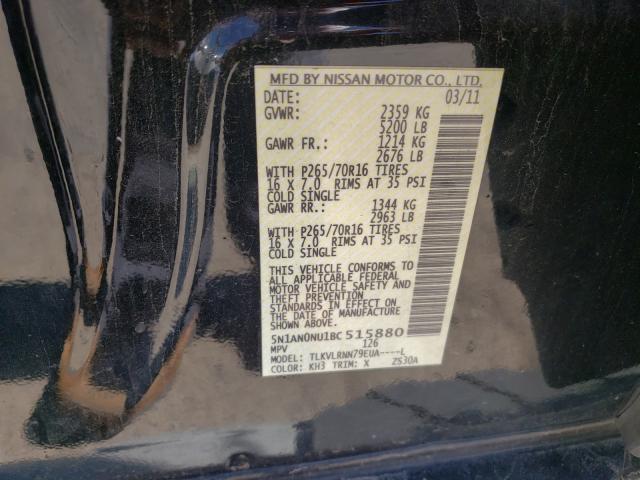 MFD BY NISSAN MOTOR CO., LTD.
DATE: 03/11
GVWR: 2359 KG
5200 LB
GAWR FR.: 1214 KG
2676 LB
WITH P265/70R16 TIRES
16 X 7.0 RIMS AT 35 PSI
COLD SINGLE
GAWR RR.: 1344 KG
2963 LB
WITH P265/70R16 TIRES
16 X 7.0 RIMS AT 35 PSI
COLD SINGLE
THIS VEHICLE CONFORMS TO
ALL APPLICABLE FEDERAL
MOTOR VEHICLE SAFETY AND
THEFT PREVENTION
STANDARDS IN EFFECT ON
THE DATE OF MANUFACTURE
5N1AN0NU1BC515880
MPV 126
MODEL: TLKVLRNN79EUA----L
COLOR: KH3 TRIM: X ZS30A